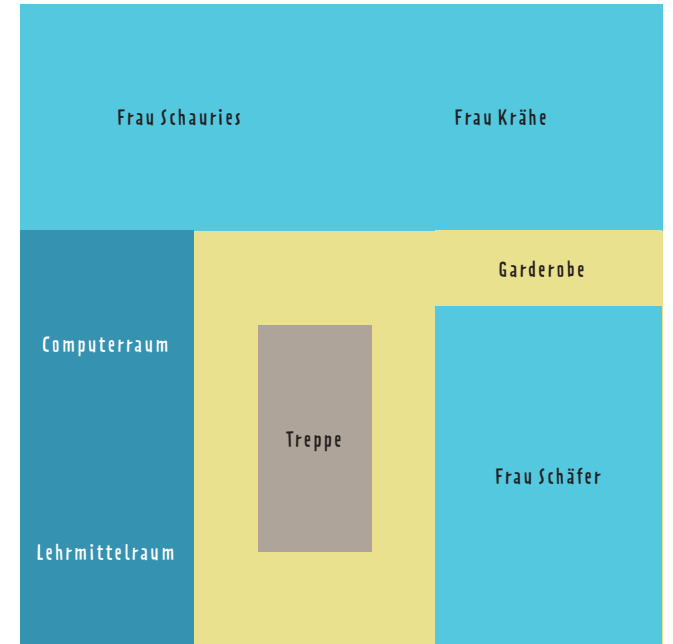 Frau Schauries
Frau Krähe
Garderobe
Computerraum
Treppe
Frau Schäfer
Lehrmittelraum